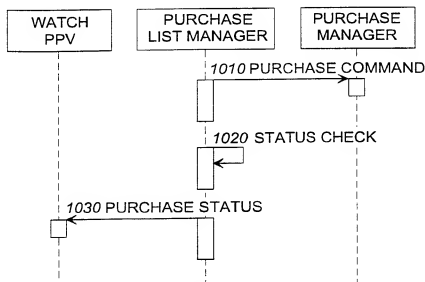 WATCH
PPV
PURCHASE
LIST MANAGER
PURCHASE
MANAGER
1010 PURCHASE COMMAND
1020 STATUS CHECK
1030 PURCHASE STATUS